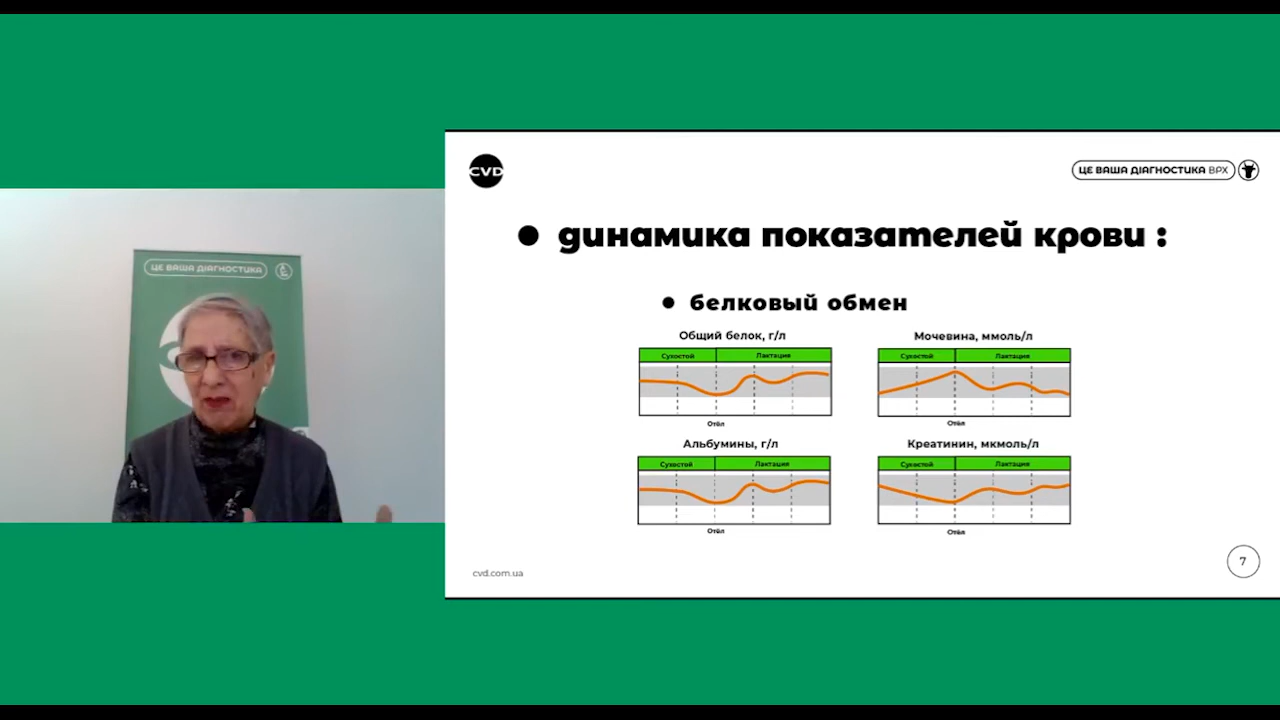 ЦЕ ВАША ДІАГНОСТИКА
CVD
ЦЕ ВАША ДІАГНОСТИКА ВРХ
• динамика показателей крови :
• белковый обмен
Общий белок, г/л
Сухостой Лактация
Отёл
Мочевина, ммоль/л
Сухостой Лактация
Отёл
Альбумины, г/л
Сухостой Лактация
Отёл
Креатинин, мкмоль/л
Сухостой Лактация
Отёл
cvd.com.ua
7